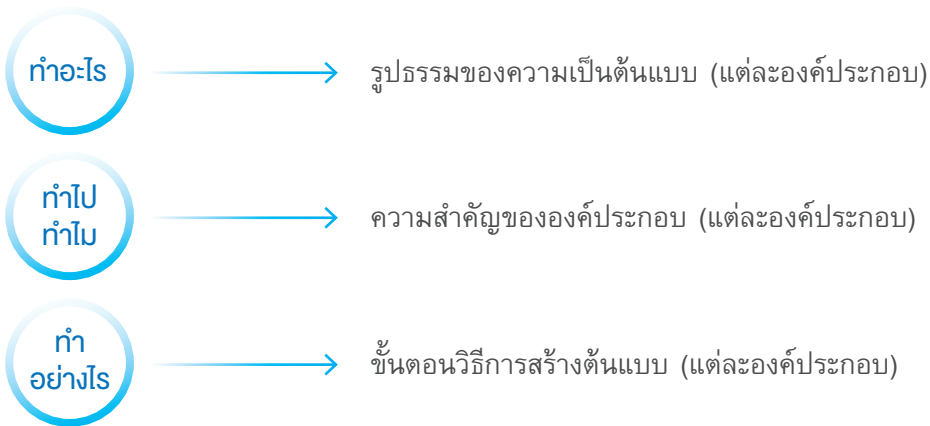 ทำอะไร
รูปธรรมของความเป็นต้นแบบ (แต่ละองค์ประกอบ)
ทำไป
ทำไม
ความสำคัญขององค์ประกอบ (แต่ละองค์ประกอบ)
ทำ
อย่างไร
ขั้นตอนวิธีการสร้างต้นแบบ (แต่ละองค์ประกอบ)